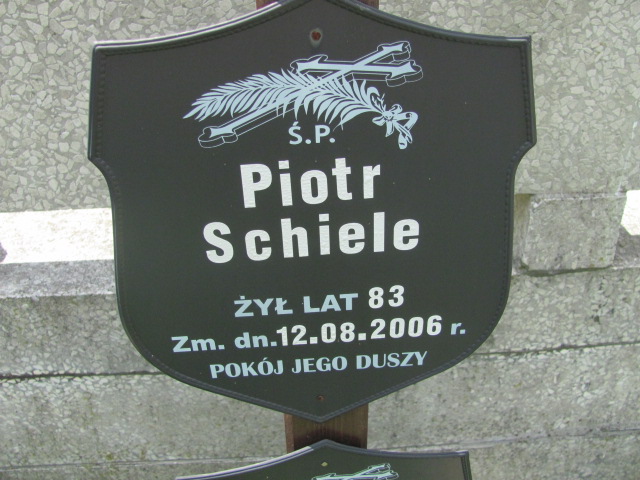 Ś.P.
Piotr
Schiele
ŻYŁ LAT 83
Zm. dn.12.08.2006 r.
POKÓJ JEGO DUSZY